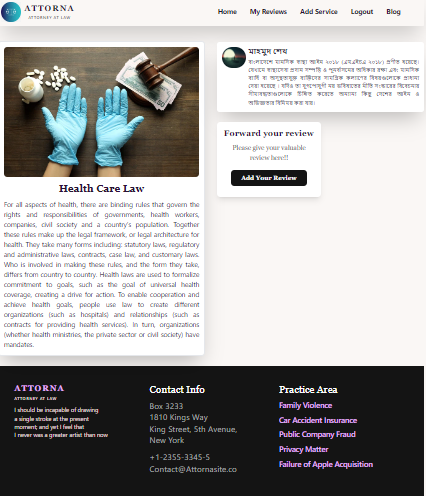 ATTORNA
ATTORNEY AT LAW
Home
My Reviews
Add Service
Logout
Blog
Health Care Law
For all aspects of health, there are binding rules that govern the
rights and responsibilities of governments, health workers,
companies, civil society and a country's population. Together
these rules make up the legal framework, or legal architecture for
health. They take many forms including: statutory laws, regulatory
and administrative laws, contracts, case law, and customary laws.
Who is involved in making these rules, and the form they take,
differs from country to country. Health laws are used to formalize
commitment to goals, such as the goal of universal health
coverage, creating a drive for action. To enable cooperation and
achieve health goals, people use law to create different
organizations (such as hospitals) and relationships (such as
contracts for providing health services). In turn, organizations
(whether health ministries, the private sector or civil society) have
mandates.
মাহমুদ শেখ
বাংলাদেশে মানসিক স্বাস্থ্য আইন ২০১৮ (এমএইচএ ২০১৮) প্রণীত হয়েছে।
Forward your review
Please give your valuable
review here!!
Add Your Review
ATTORNA
ATTORNEY AT LAW
I should be incapable of drawing
a single stroke at the present
moment; and yet I feel that
I never was a greater artist than now
Contact Info
Box 3233
1810 Kings Way
King Street, 5th Avenue,
New York
+1-2355-3345-5
Contact@Attornasite.co
Practice Area
Family Violence
Car Accident Insurance
Public Company Fraud
Privacy Matter
Failure of Apple Acquisition